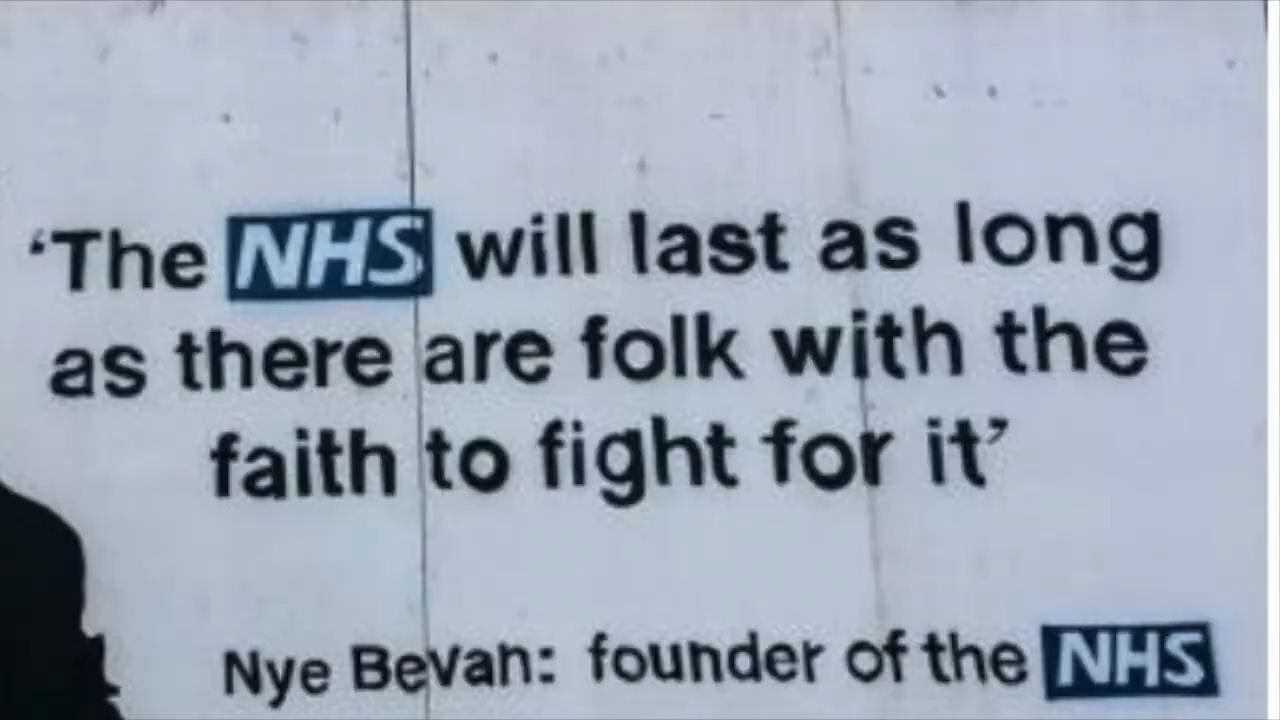 ‘The NHS will last as long
as there are folk with the
faith to fight for it’
Nye BeVan: founder of the NHS